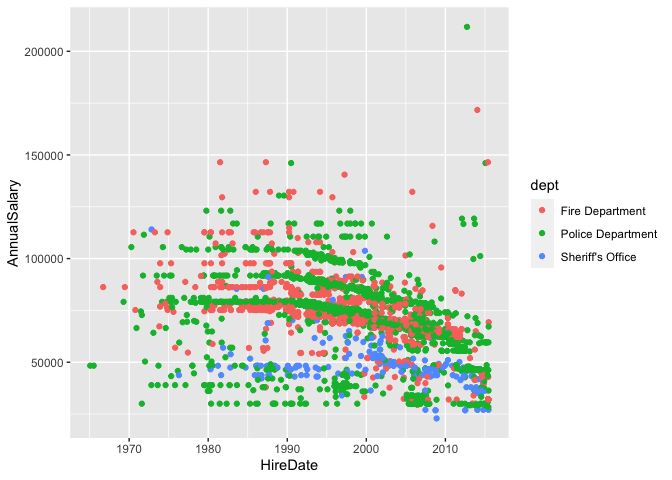 200000
150000
100000
50000
AnnualSalary
1970 1980 1990 2000 2010
HireDate
dept
Fire Department
Police Department
Sheriff's Office